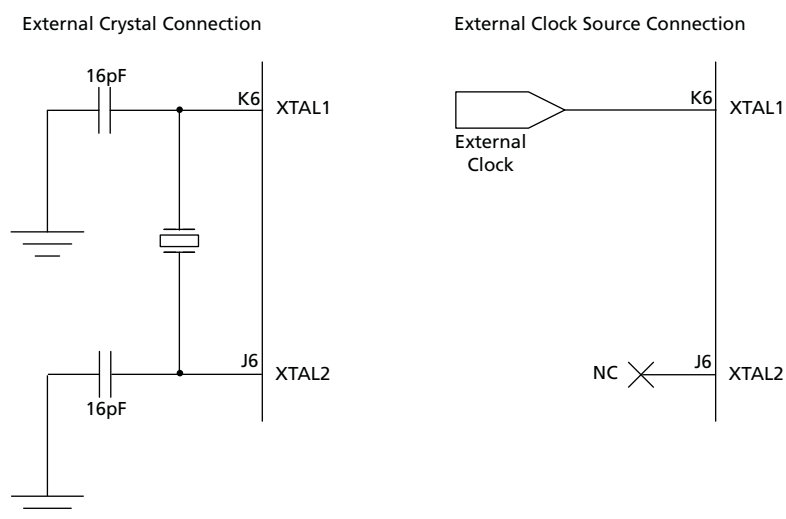 External Crystal Connection
16pF
K6
XTAL1
J6
XTAL2
16pF
External Clock Source Connection
K6
XTAL1
External
Clock
J6
NC
XTAL2